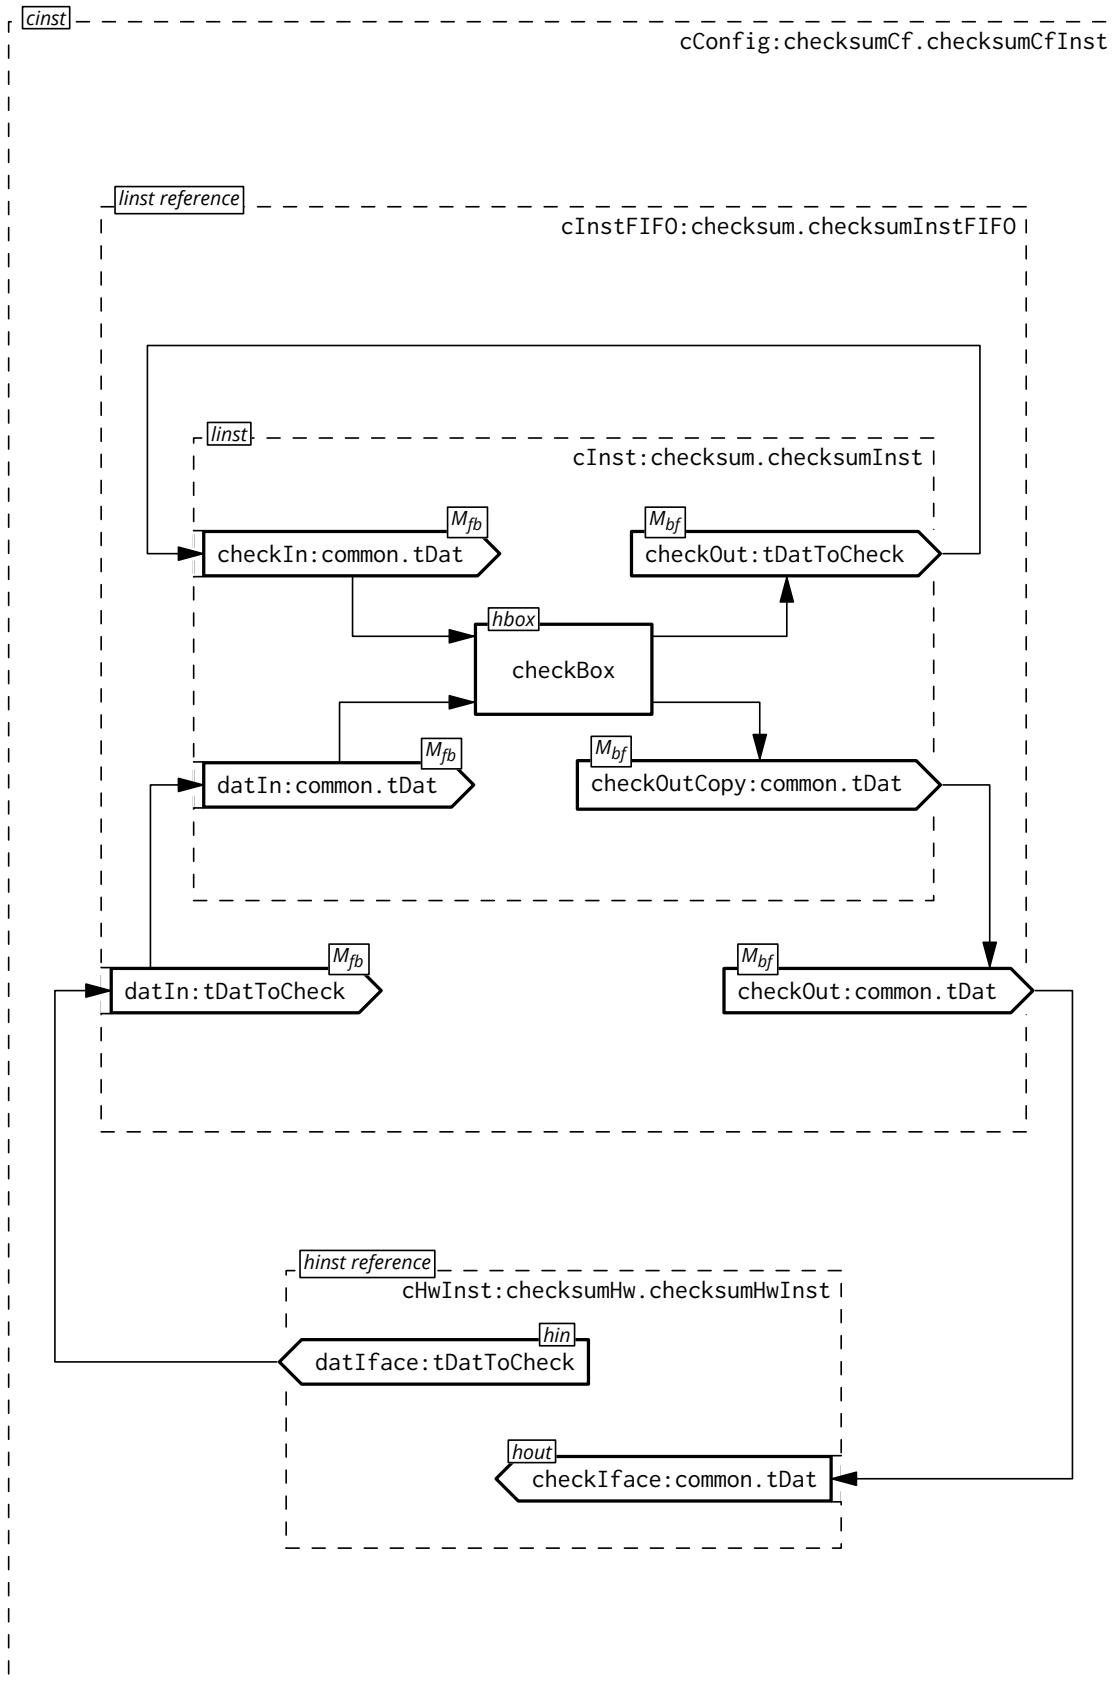 cinst
cConfig:checksumCf.checksumCfInst
linst reference
cInstFIFO:checksum.checksumInstFIFO
linst
cInst:checksum.checksumInst
Mfb
Mbf
checkIn:common.tDat
checkOut:tDatToCheck
hbox
checkBox
Mfb
Mbf
datIn:common.tDat
checkOutCopy:common.tDat
Mfb
Mbf
datIn:tDatToCheck
checkOut:common.tDat
hinst reference
cHwInst:checksumHw.checksumHwInst
hin
datIface:tDatToCheck
hout
checkIface:common.tDat